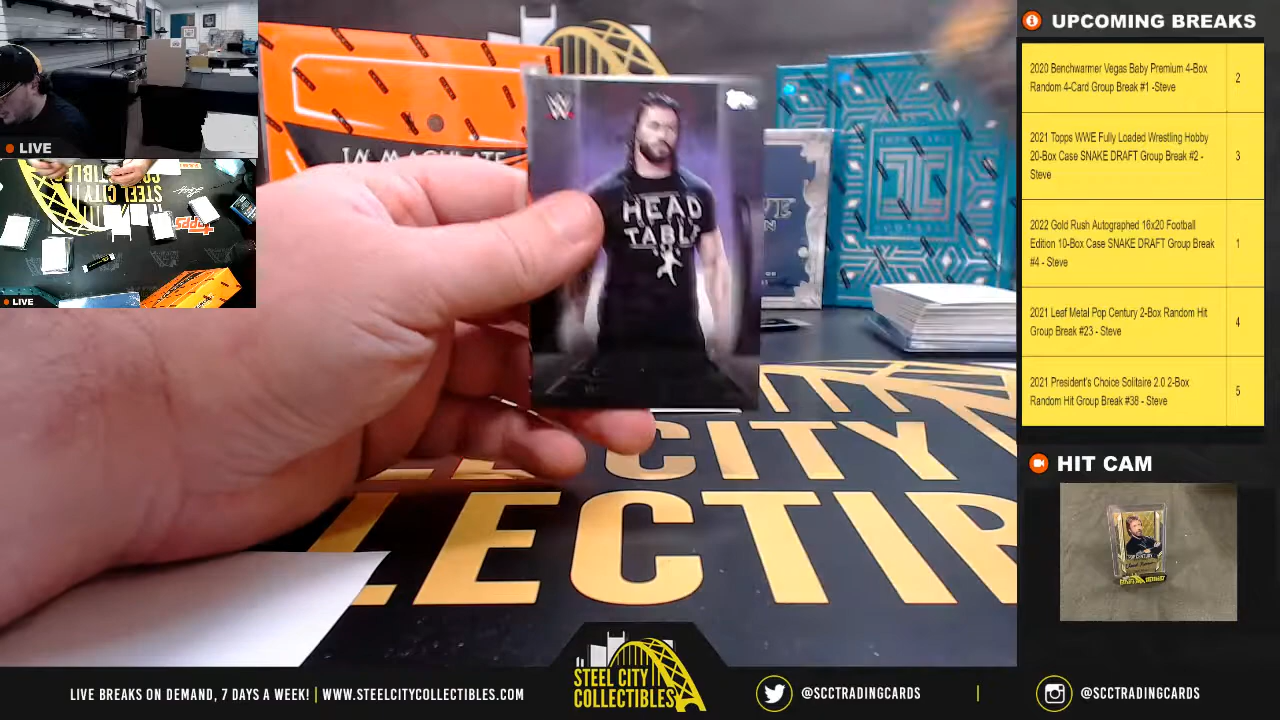 UPCOMING BREAKS
2020 Benchwarmer Vegas Baby Premium 4-Box
Random 4-Card Group Break #1 -Steve
2
2021 Topps WWE Fully Loaded Wrestling Hobby
20-Box Case SNAKE DRAFT Group Break #2 -
Steve
3
2022 Gold Rush Autographed 16x20 Football
Edition 10-Box Case SNAKE DRAFT Group Break
#4 - Steve
1
2021 Leaf Metal Pop Century 2-Box Random Hit
Group Break #23 - Steve
4
2021 President's Choice Solitaire 2.0 2-Box
Random Hit Group Break #38 - Steve
5
HIT CAM
LIVE
STEEL CITY
LIVE
IMMACULATE
HEAD
TABLE
CITY
LECTIB
LIVE BREAKS ON DEMAND, 7 DAYS A WEEK! | WWW.STEELCITYCOLLECTIBLES.COM
STEEL CITY
COLLECTIBLES
@SCCTRADINGCARDS
|
@SCCTRADINGCARDS